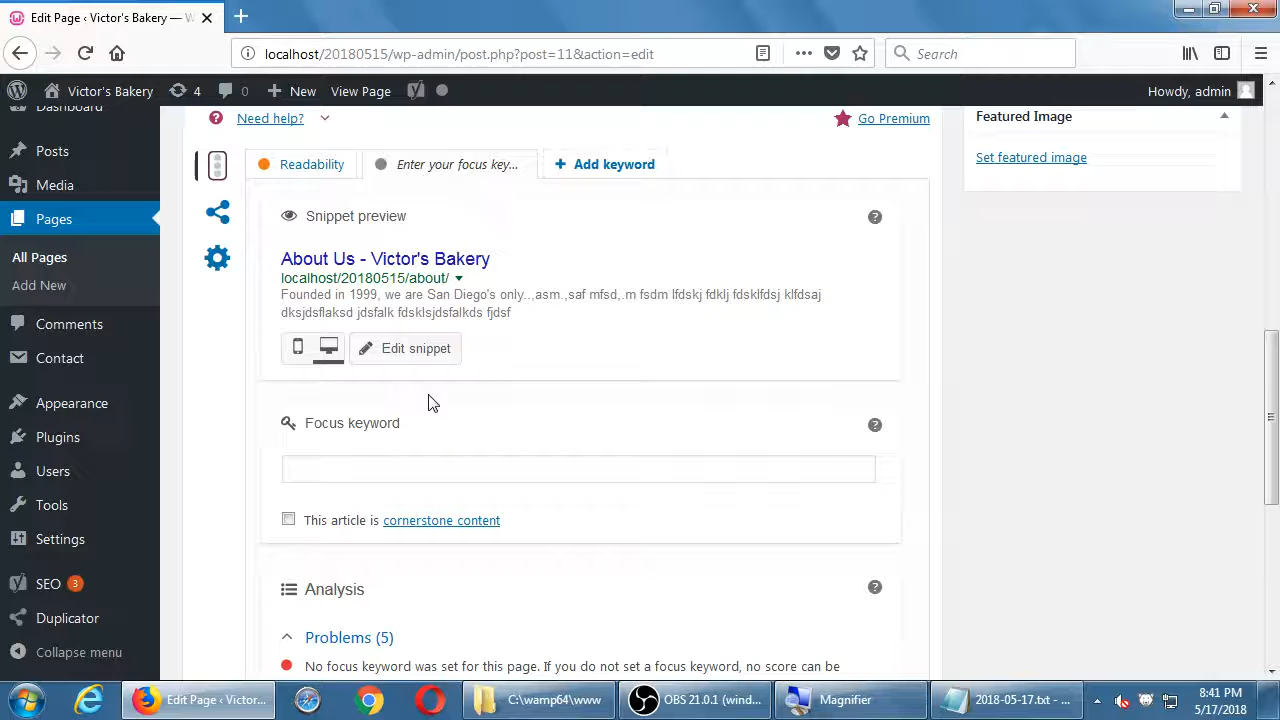 Edit Page ‹ Victor's Bakery — W
localhost/20180515/wp-admin/post.php?post=11&action=edit
Search
Victor's Bakery
4
0
New
View Page
Howdy, admin
Dashboard
Posts
Media
Pages
All Pages
Add New
Comments
Contact
Appearance
Plugins
Users
Tools
Settings
SEO 3
Duplicator
Collapse menu
Need help?
Go Premium
Readability
Enter your focus key...
Add keyword
Snippet preview
About Us - Victor's Bakery
localhost/20180515/about/
Founded in 1999, we are San Diego's only..,asm.,saf mfsd,.m fsdm lfdskj fdklj fdsklfdsj klfdsaj
dksjdsflaksd jdsfalk fdsklsjdsfalkds fjdsf
Edit snippet
Focus keyword
This article is cornerstone content
Analysis
Problems (5)
No focus keyword was set for this page. If you do not set a focus keyword, no score can be
Featured Image
Set featured image
Edit Page ‹ Victor...
C:\wamp64\www
OBS 21.0.1 (wind...
Magnifier
2018-05-17.txt - ...
8:41 PM
5/17/2018